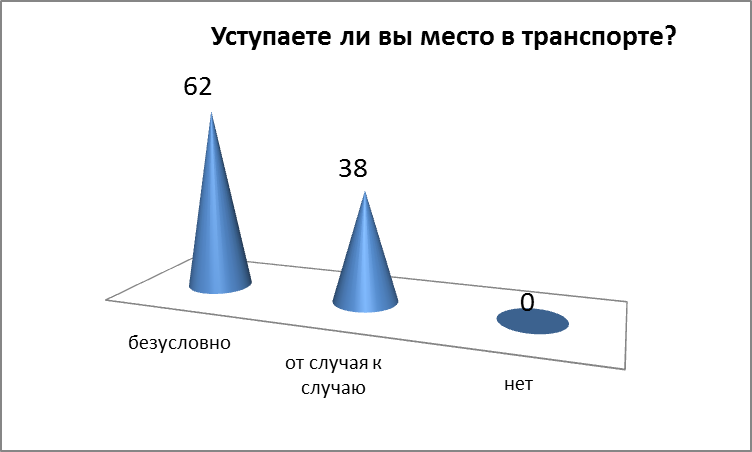 Уступаете ли вы место в транспорте?
62
38
0
безусловно
от случая к
случаю
нет